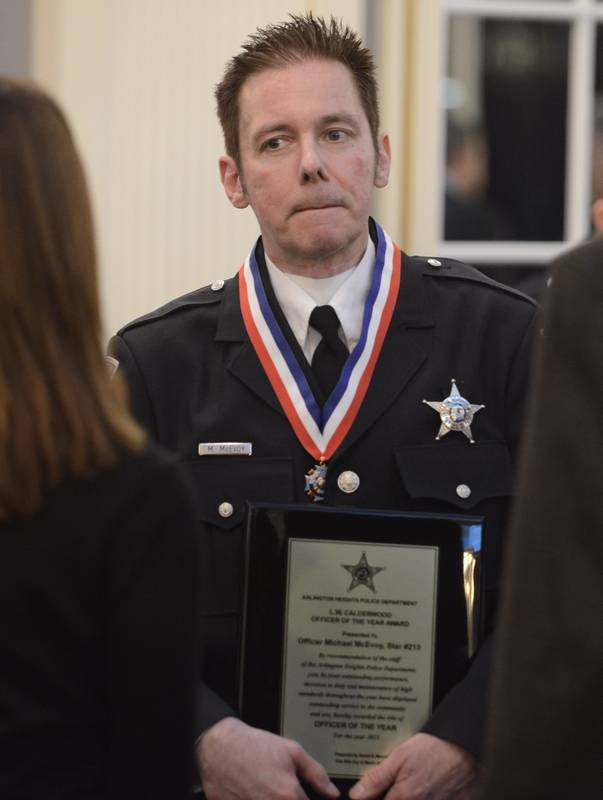 M. McEVOY
ARLINGTON HEIGHTS POLICE DEPARTMENT
L.W. CALDERWOOD
OFFICER OF THE YEAR AWARD
Presented To
Officer Michael McEvoy, Star #213
By recommendation of the staff
of the Arlington Heights Police Department
you, by your outstanding performance,
devotion to duty and maintenance of high
standards throughout the year have displayed
outstanding service to the community
and are, hereby awarded the title of
OFFICER OF THE YEAR
For the year
Presented by